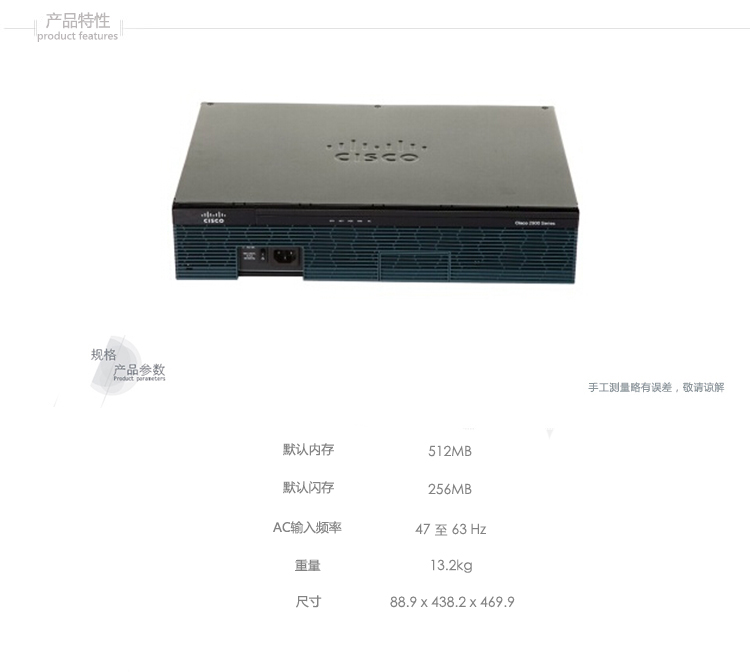 产品特性
product features
CISCO
CISCO
Cisco 2900 Series
规格
产品参数
Product parameters
手工测量略有误差，敬请谅解
默认内存 512MB
默认闪存 256MB
AC输入频率 47 至 63 Hz
重量 13.2kg
尺寸 88.9 x 438.2 x 469.9